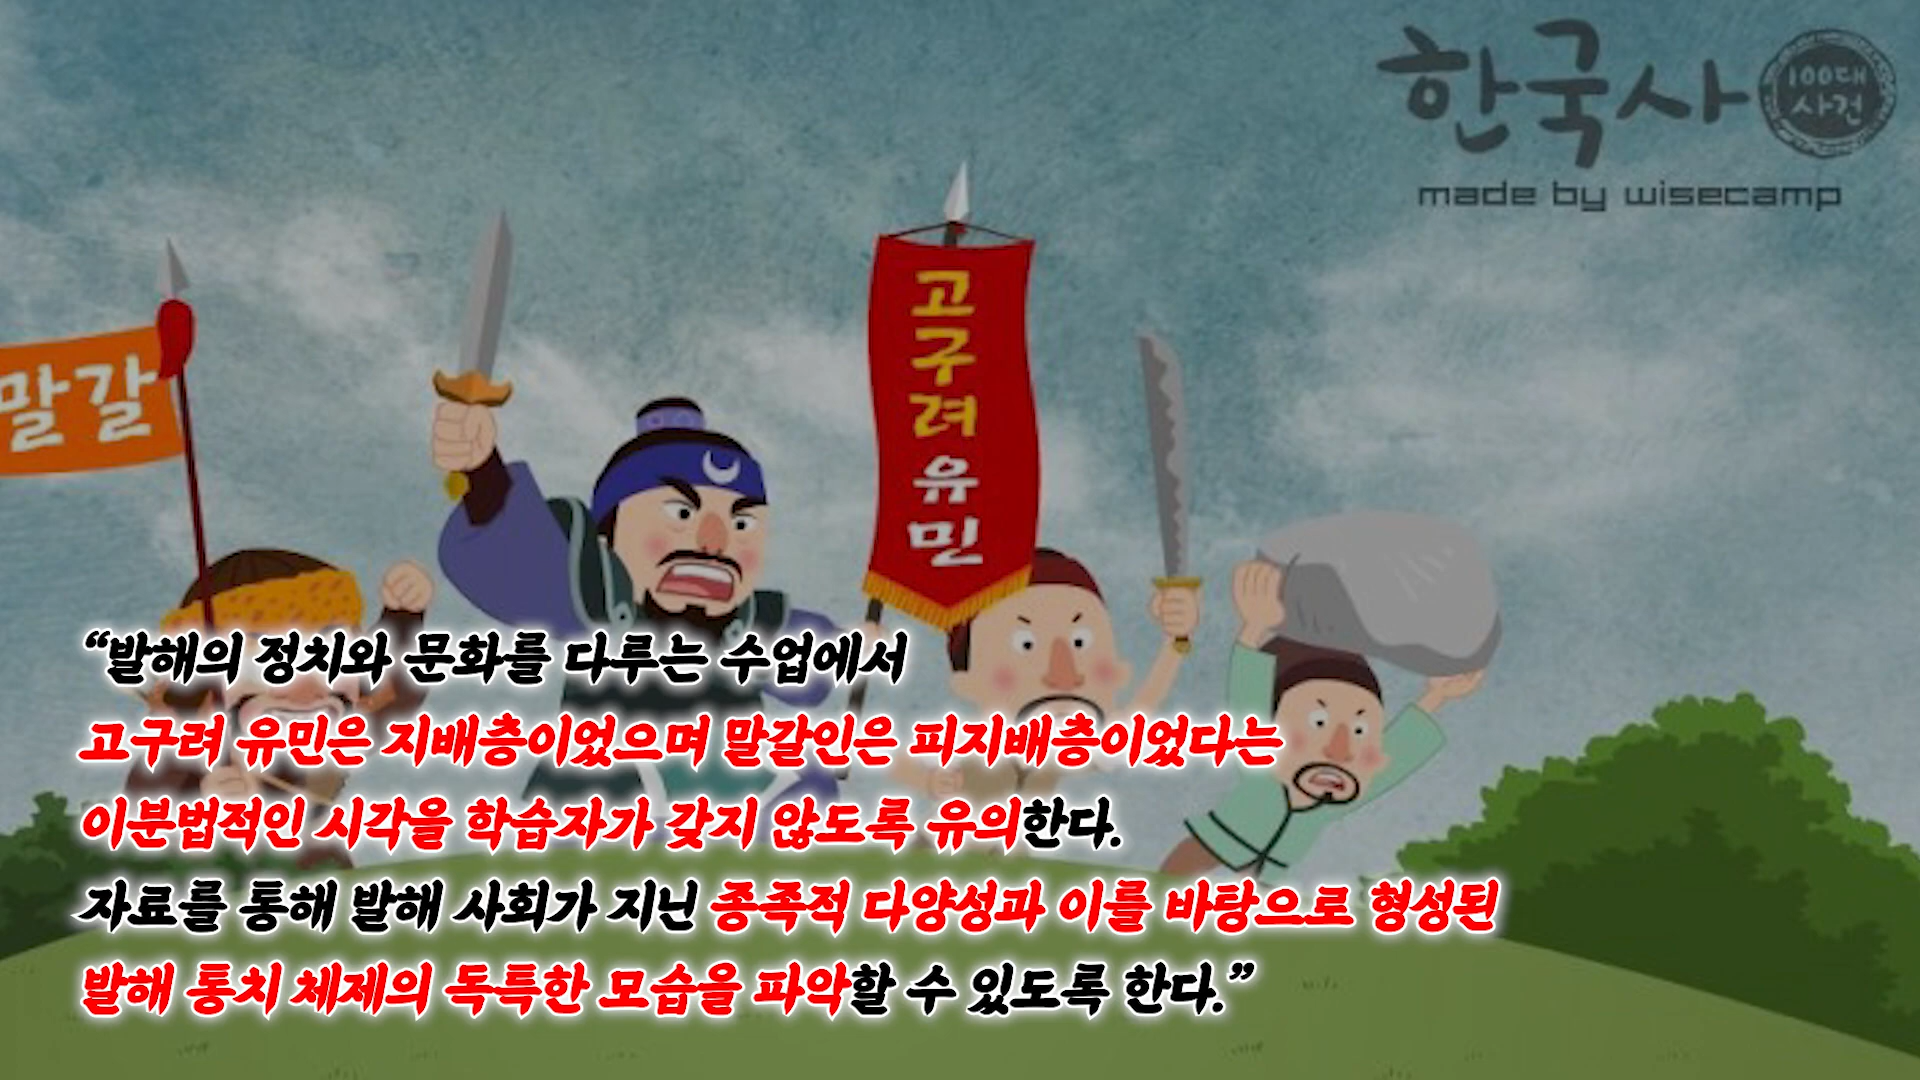 한국사
100대
사건
made by wisecamp
말갈
고구려유민
“발해의 정치와 문화를 다루는 수업에서
고구려 유민은 지배층이었으며 말갈인은 피지배층이었다는
이분법적인 시각을 학습자가 갖지 않도록 유의한다.
자료를 통해 발해 사회가 지닌 종족적 다양성과 이를 바탕으로 형성된
발해 통치 체제의 독특한 모습을 파악할 수 있도록 한다.”